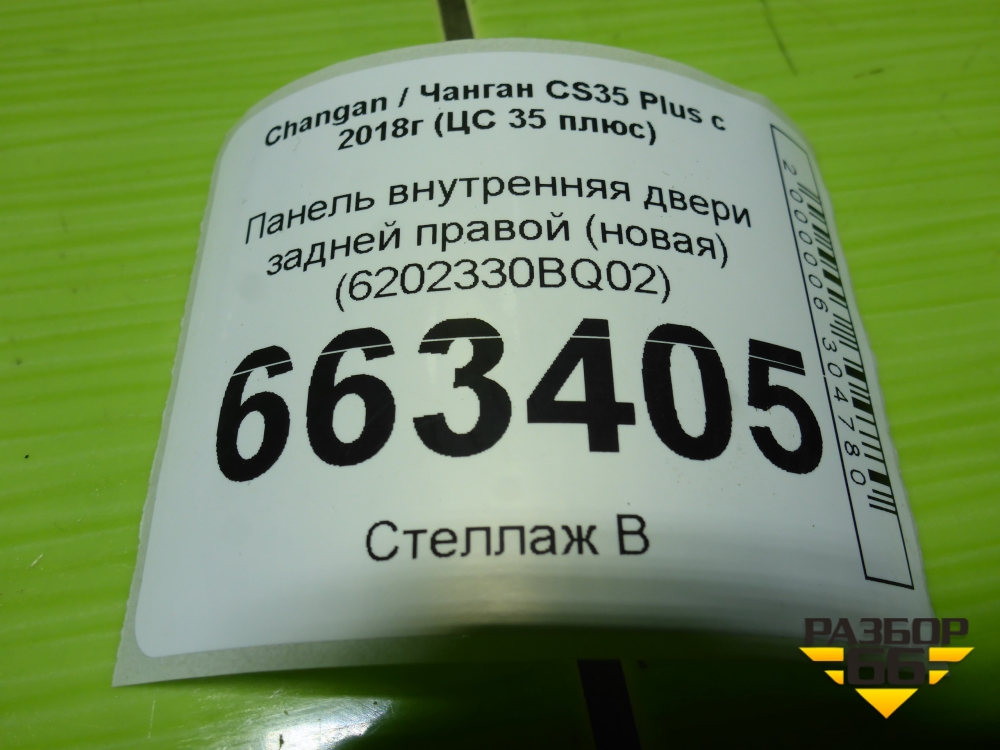 Changan / Чанган CS35 Plus с
2018г (ЦС 35 плюс)
Панель внутренняя двери
задней правой (новая)
(6202330BQ02)
663405
Стеллаж В
2000006304780
РАЗБОР
66